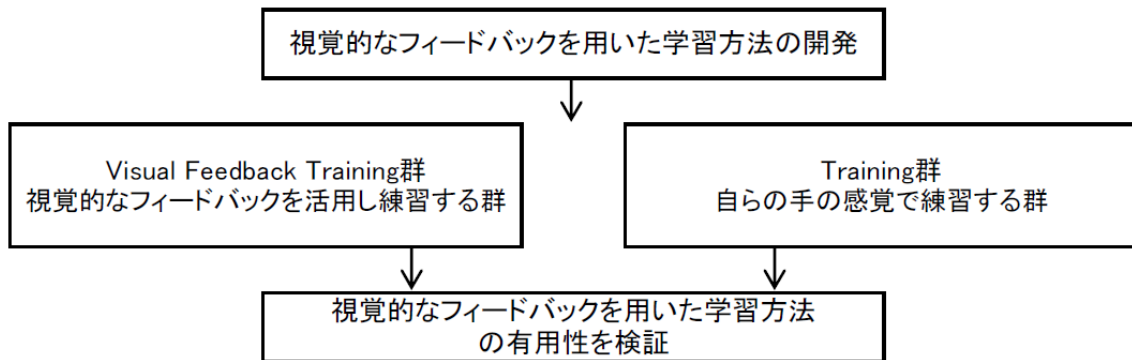 視覚的なフィードバックを用いた学習方法の開発
Visual Feedback Training群
視覚的なフィードバックを活用し練習する群
Training群
自らの手の感覚で練習する群
視覚的なフィードバックを用いた学習方法
の有用性を検証